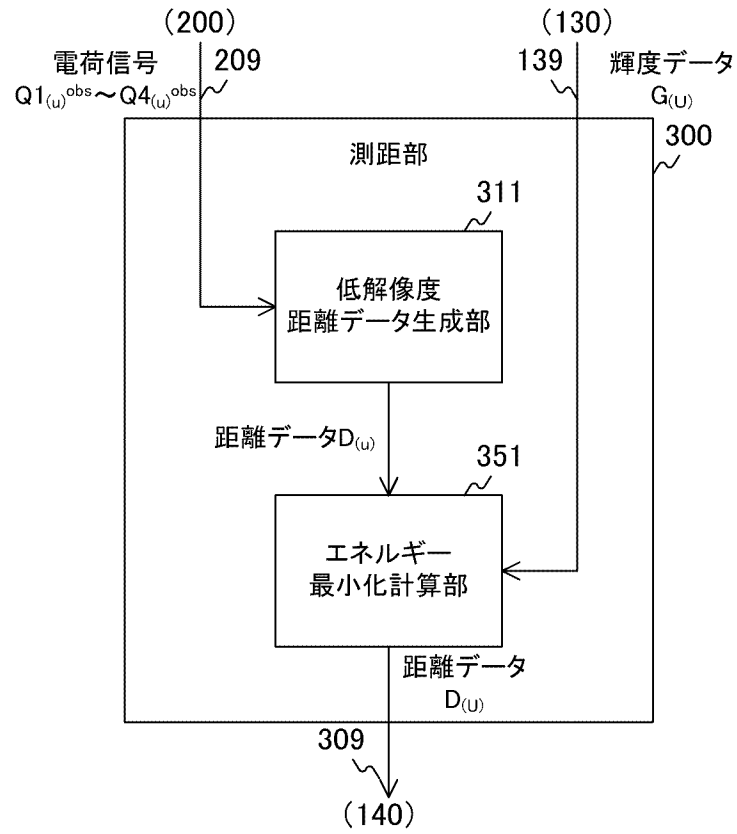 (200)
(130)
電荷信号
209
139
輝度データ
Q1(u)obs～Q4(u)obs
G(U)
300
測距部
311
低解像度
距離データ生成部
距離データD(u)
351
エネルギー
最小化計算部
距離データ
D(U)
309
(140)